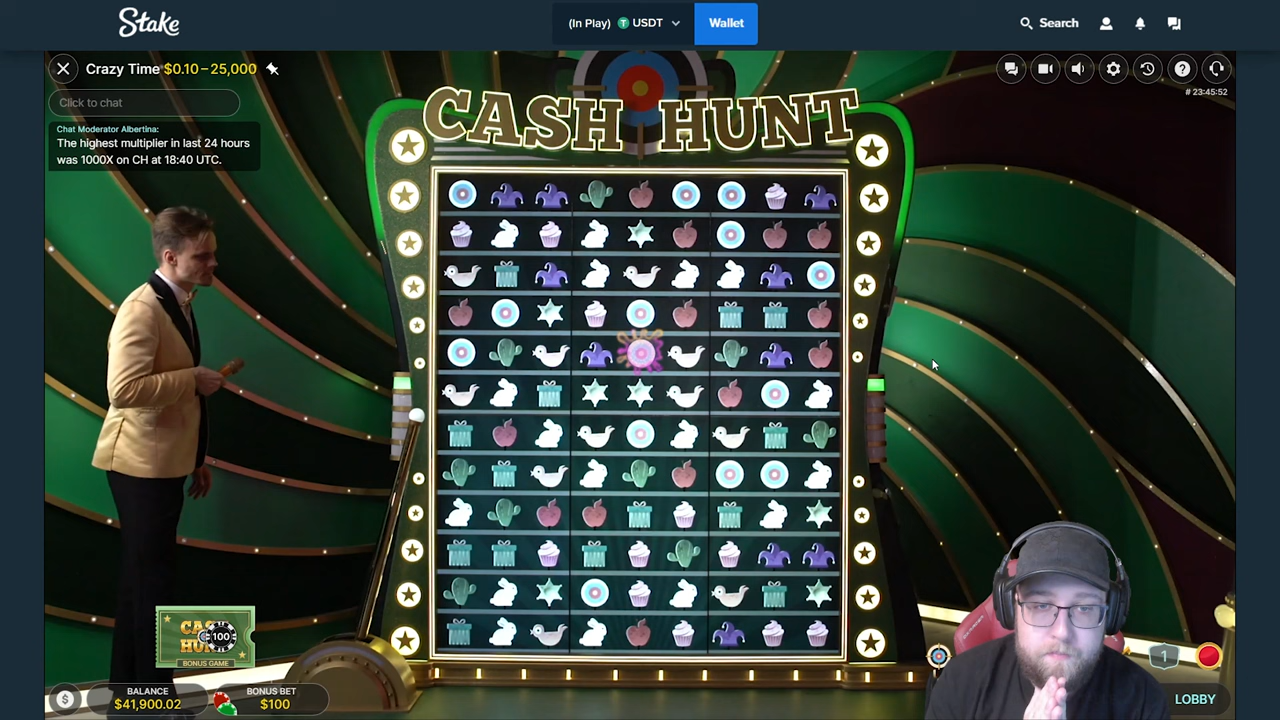 Stake
(In Play) USDT
Wallet
Search
Crazy Time $0.10 – 25,000
Click to chat
# 23:45:52
Chat Moderator Albertina:
The highest multiplier in last 24 hours
was 1000X on CH at 18:40 UTC.
CASH HUNT
100
BONUS GAME
BALANCE
$41,900.02
BONUS BET
$100
1
LOBBY